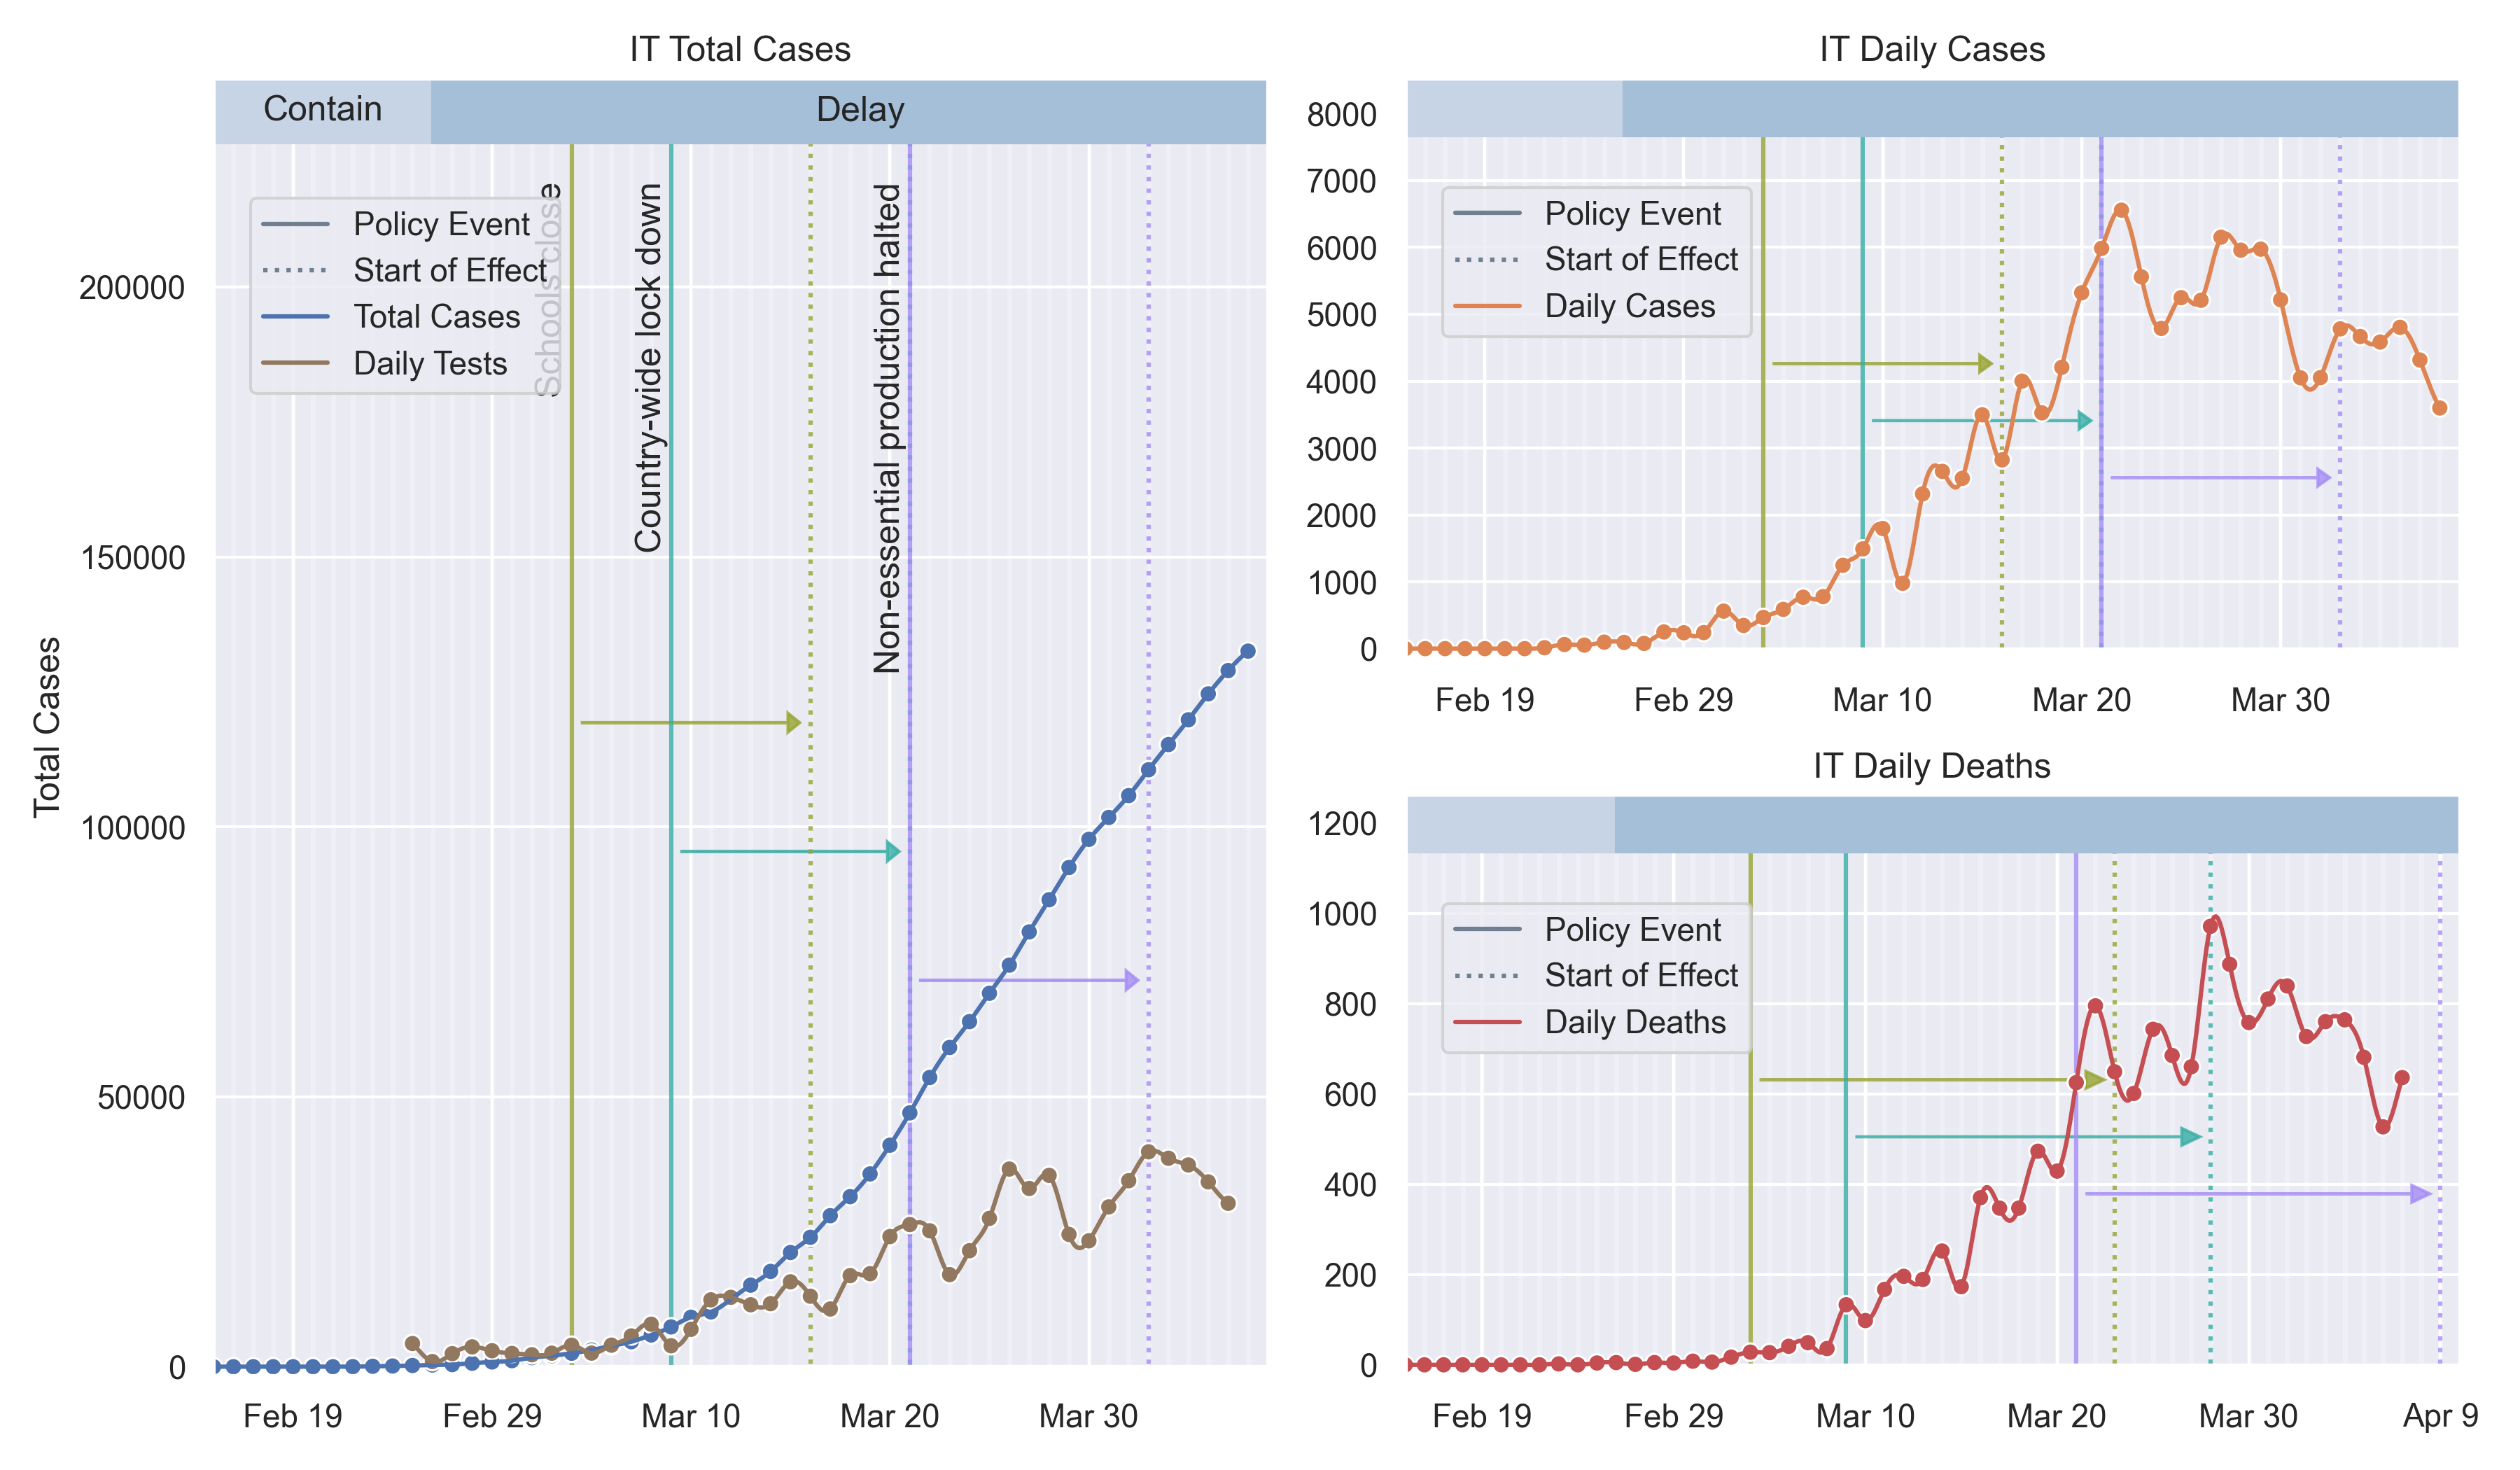 IT Total Cases
Contain
Delay
Policy Event
Start of Effect
Total Cases
Daily Tests
Schools close
Country-wide lock down
Non-essential production halted
Total Cases
200000
150000
100000
50000
0
Feb 19
Feb 29
Mar 10
Mar 20
Mar 30
IT Daily Cases
8000
7000
6000
5000
4000
3000
2000
1000
0
Policy Event
Start of Effect
Daily Cases
Feb 19
Feb 29
Mar 10
Mar 20
Mar 30
IT Daily Deaths
1200
1000
800
600
400
200
0
Policy Event
Start of Effect
Daily Deaths
Feb 19
Feb 29
Mar 10
Mar 20
Mar 30
Apr 9